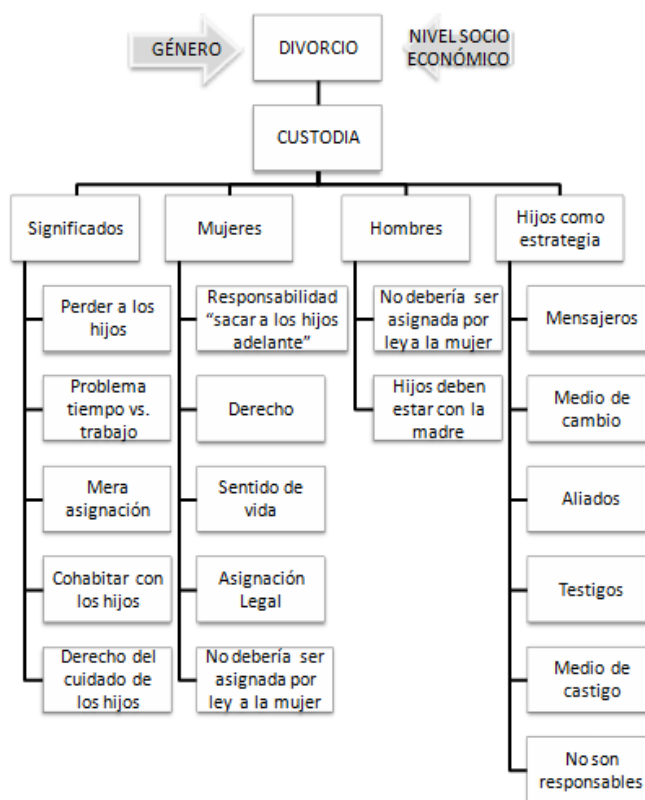 GÉNERO
DIVORCIO
NIVEL SOCIO
ECONÓMICO
CUSTODIA
Significados
Mujeres
Hombres
Hijos como
estrategia
Perder a los
hijos
Problema
tiempo vs.
trabajo
Mera
asignación
Cohabitar con
los hijos
Derecho del
cuidado de
los hijos
Responsabilidad
“sacar a los hijos
adelante”
Derecho
Sentido de
vida
Asignación
Legal
No debería ser
asignada por
ley a la mujer
No debería ser
asignada por
ley a la mujer
Hijos deben
estar con la
madre
Mensajeros
Medio de
cambio
Aliados
Testigos
Medio de
castigo
No son
responsables